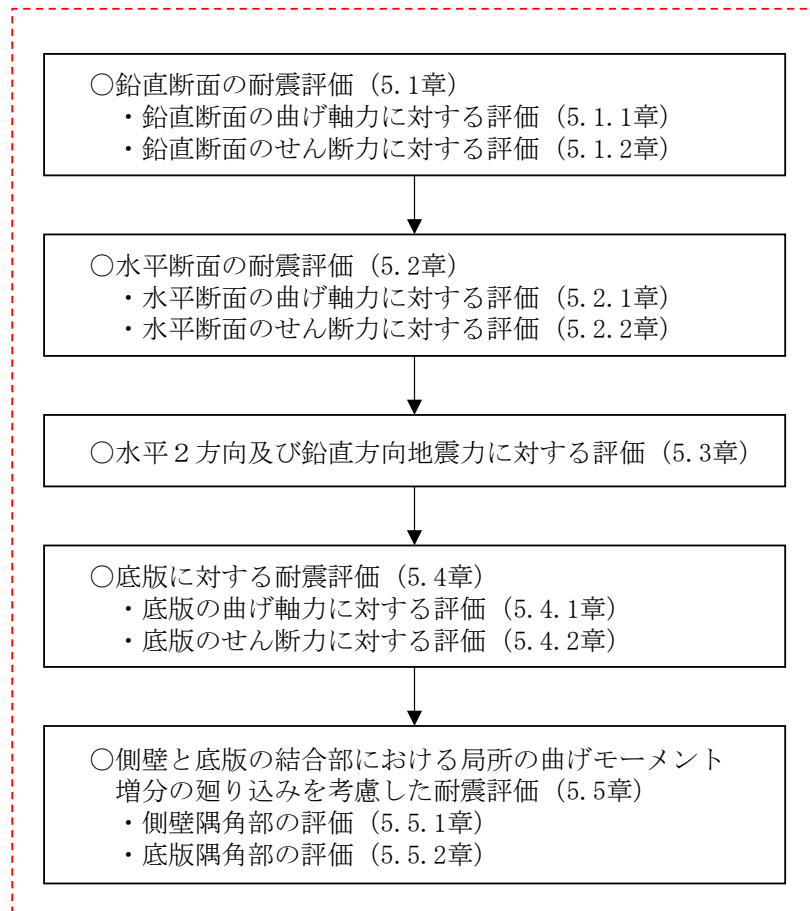 ○鉛直断面の耐震評価（5.1章）
・鉛直断面の曲げ軸力に対する評価（5.1.1章）
・鉛直断面のせん断力に対する評価（5.1.2章）
○水平断面の耐震評価（5.2章）
・水平断面の曲げ軸力に対する評価（5.2.1章）
・水平断面のせん断力に対する評価（5.2.2章）
○水平２方向及び鉛直方向地震力に対する評価（5.3章）
○底版に対する耐震評価（5.4章）
・底版の曲げ軸力に対する評価（5.4.1章）
・底版のせん断力に対する評価（5.4.2章）
○側壁と底版の結合部における局所の曲げモーメント
増分の廻り込みを考慮した耐震評価（5.5章）
・側壁隅角部の評価（5.5.1章）
・底版隅角部の評価（5.5.2章）